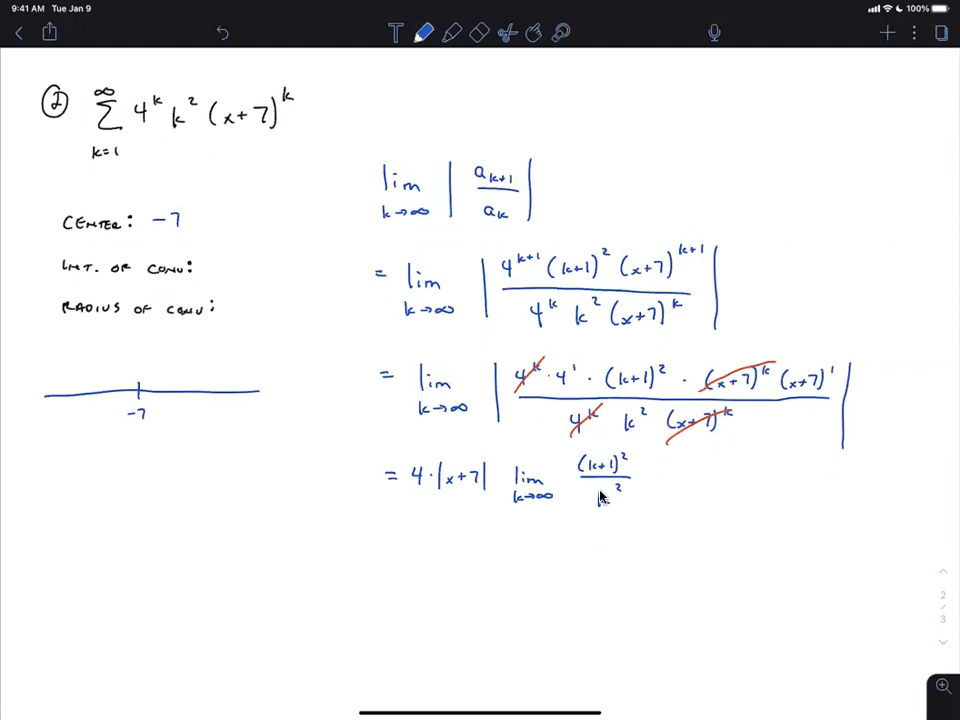 9:41 AM Tue Jan 9
100%
② ∞
∑ 4^k k^2 (x+7)^k
k=1
lim | a_{k+1} / a_k |
k→∞
CENTER: -7
= lim | 4^{k+1} (k+1)^2 (x+7)^{k+1} / 4^k k^2 (x+7)^k |
k→∞
INT. OF CONV:
RADIUS OF CONV:
= lim | 4^k · 4^1 · (k+1)^2 · (x+7)^k (x+7)^1 / 4^k k^2 (x+7)^k |
k→∞
-7
= 4 · |x+7| lim (k+1)^2 / k^2
k→∞
2
/
3